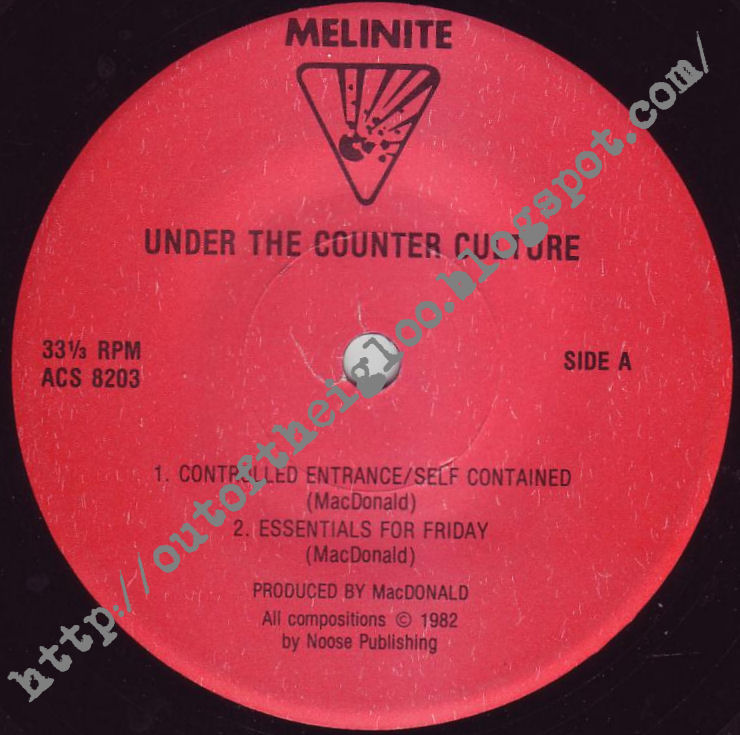 MELINITE
UNDER THE COUNTER CULTURE
33⅓ RPM
ACS 8203
SIDE A
1. CONTROLLED ENTRANCE/SELF CONTAINED
(MacDonald)
2. ESSENTIALS FOR FRIDAY
(MacDonald)
PRODUCED BY MacDONALD
All compositions © 1982
by Noose Publishing
http://outoftheigloo.blogspot.com/